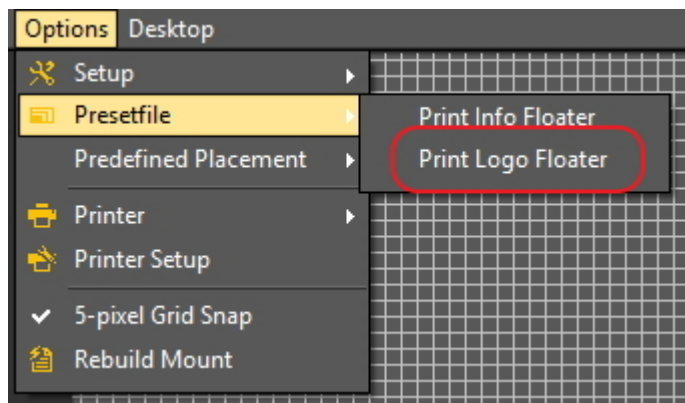 Options Desktop
Setup
Presetfile
Print Info Floater
Print Logo Floater
Predefined Placement
Printer
Printer Setup
5-pixel Grid Snap
Rebuild Mount